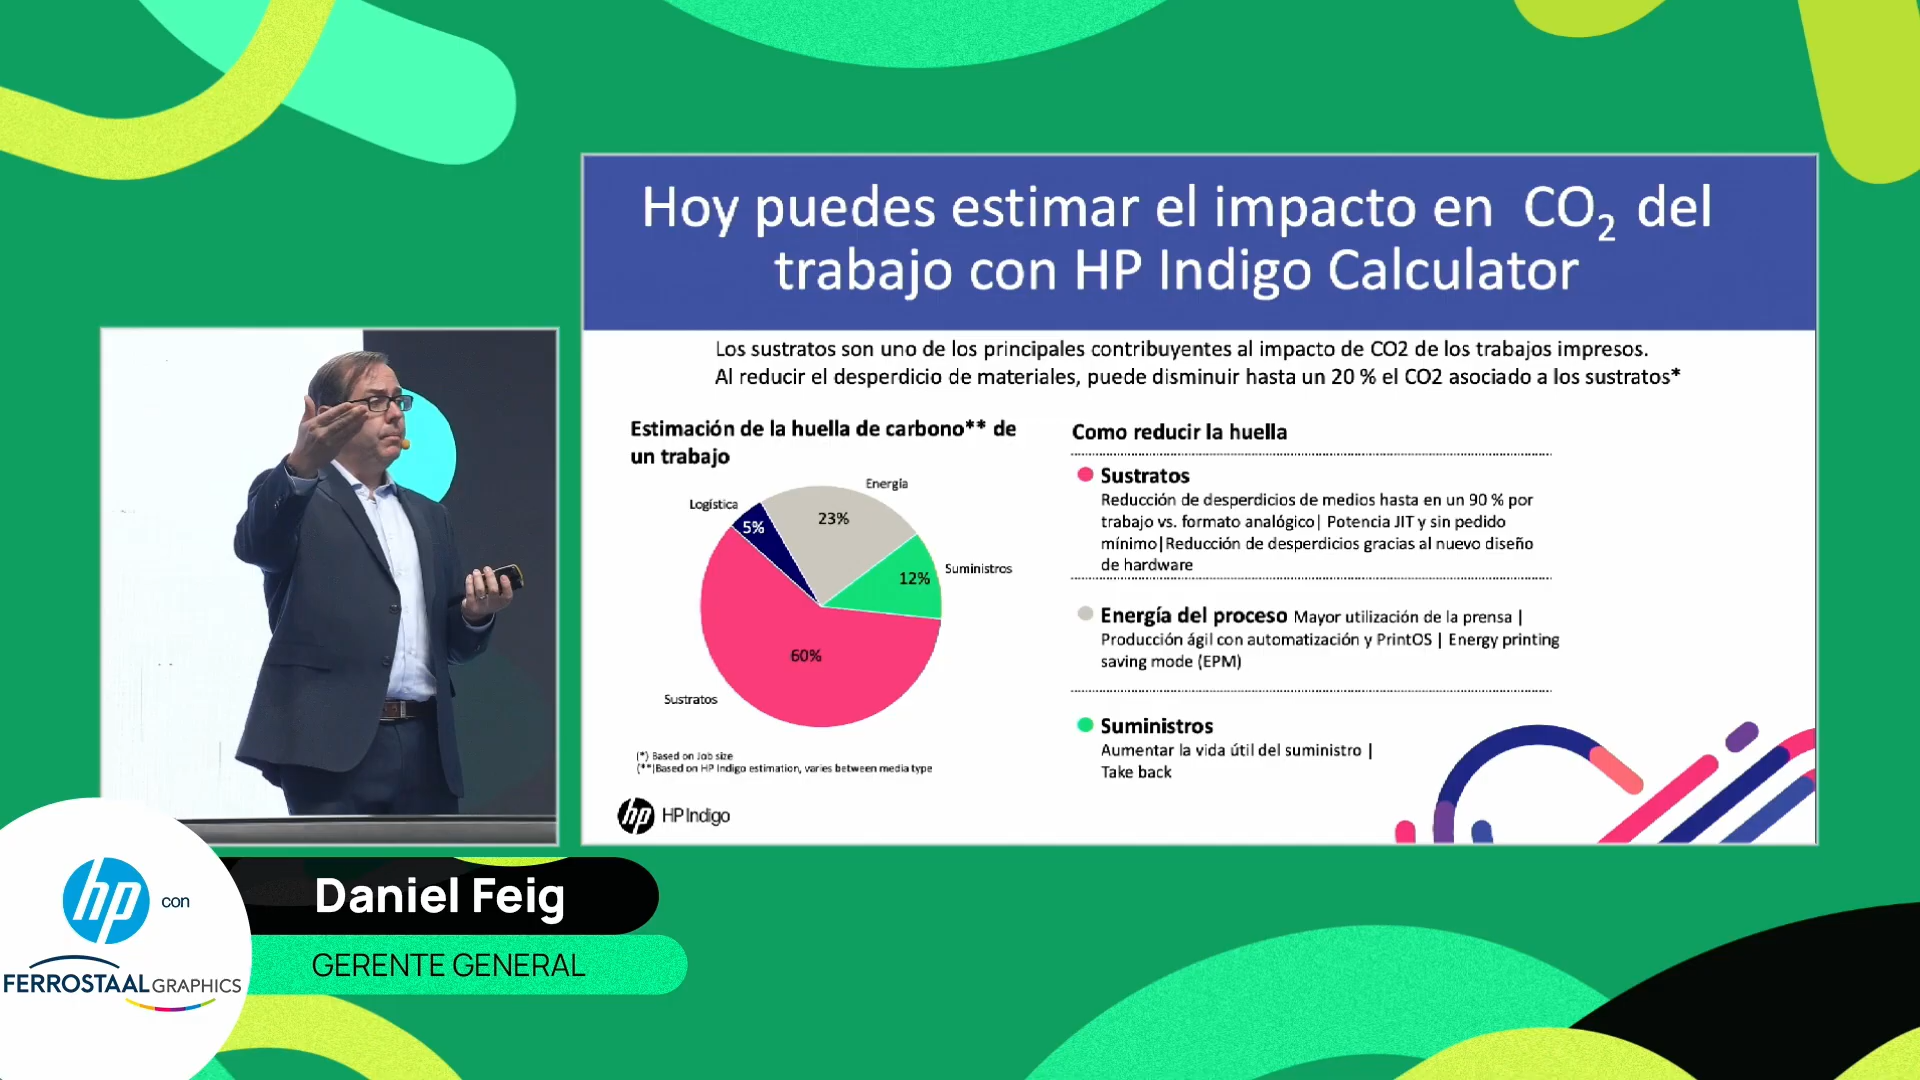 Hoy puedes estimar el impacto en CO2 del
trabajo con HP Indigo Calculator
Los sustratos son uno de los principales contribuyentes al impacto de CO2 de los trabajos impresos.
Al reducir el desperdicio de materiales, puede disminuir hasta un 20 % el CO2 asociado a los sustratos*
Estimación de la huella de carbono** de
un trabajo
Energía
Logística
23%
5%
Suministros
12%
60%
Sustratos
(*) Based on Job size
(**)Based on HP Indigo estimation, varies between media type
hp HP Indigo
Como reducir la huella
Sustratos
Reducción de desperdicios de medios hasta en un 90 % por
trabajo vs. formato analógico| Potencia JIT y sin pedido
mínimo|Reducción de desperdicios gracias al nuevo diseño
de hardware
Energía del proceso Mayor utilización de la prensa |
Producción ágil con automatización y PrintOS | Energy printing
saving mode (EPM)
Suministros
Aumentar la vida útil del suministro |
Take back
hp con
FERROSTAAL GRAPHICS
Daniel Feig
GERENTE GENERAL